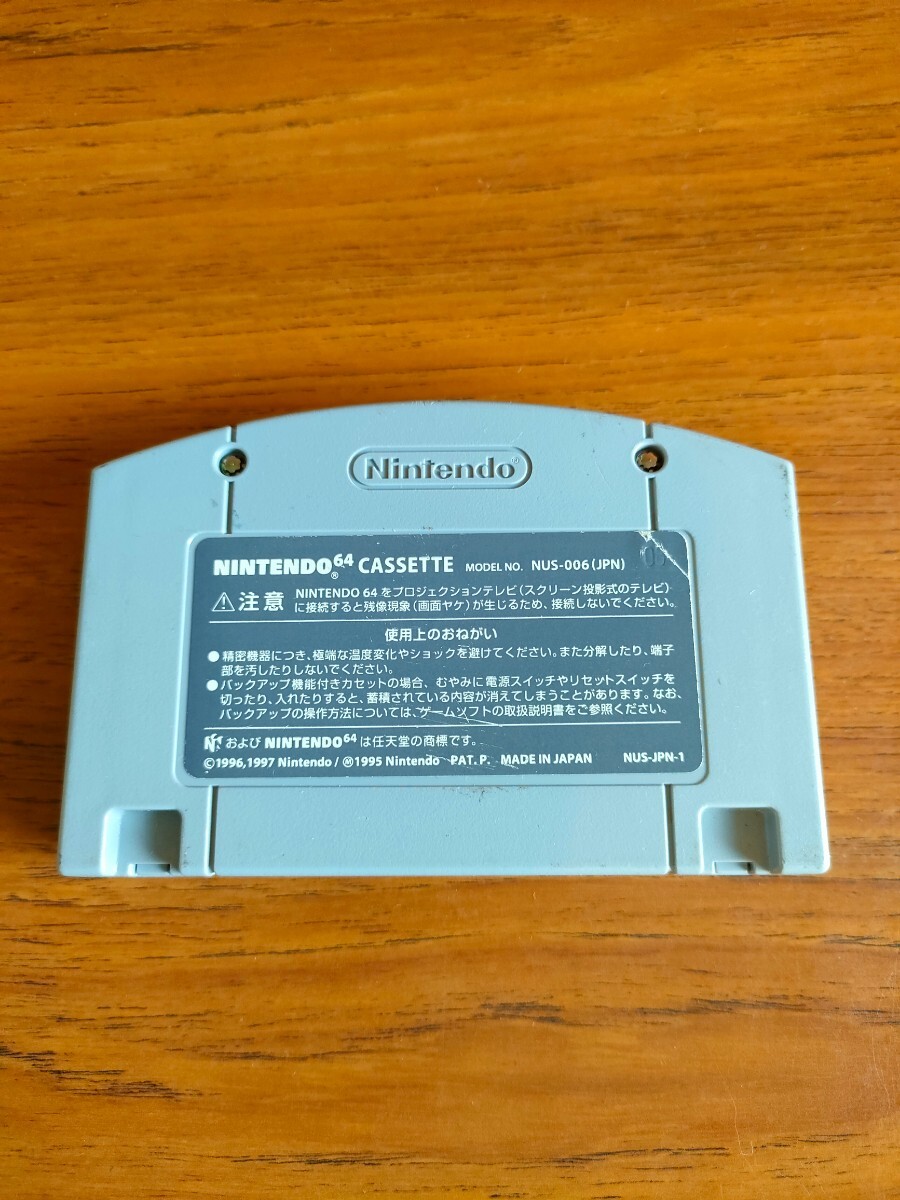 Nintendo®
NINTENDO64® CASSETTE MODEL NO. NUS-006(JPN)
⚠注意 NINTENDO 64 をプロジェクションテレビ(スクリーン投影式のテレビ)
に接続すると残像現象(画面ヤケ)が生じるため、接続しないでください。
使用上のおねがい
●精密機器につき、極端な温度変化やショックを避けてください。また分解したり、端子
部を汚したりしないでください。
●バックアップ機能付きカセットの場合、むやみに電源スイッチやリセットスイッチを
切ったり、入れたりすると、蓄積されている内容が消えてしまうことがあります。なお、
バックアップの操作方法については、ゲームソフトの取扱説明書をご参照ください。
および NINTENDO64 は任天堂の商標です。
©1996,1997 Nintendo / Ⓜ1995 Nintendo PAT. P. MADE IN JAPAN NUS-JPN-1